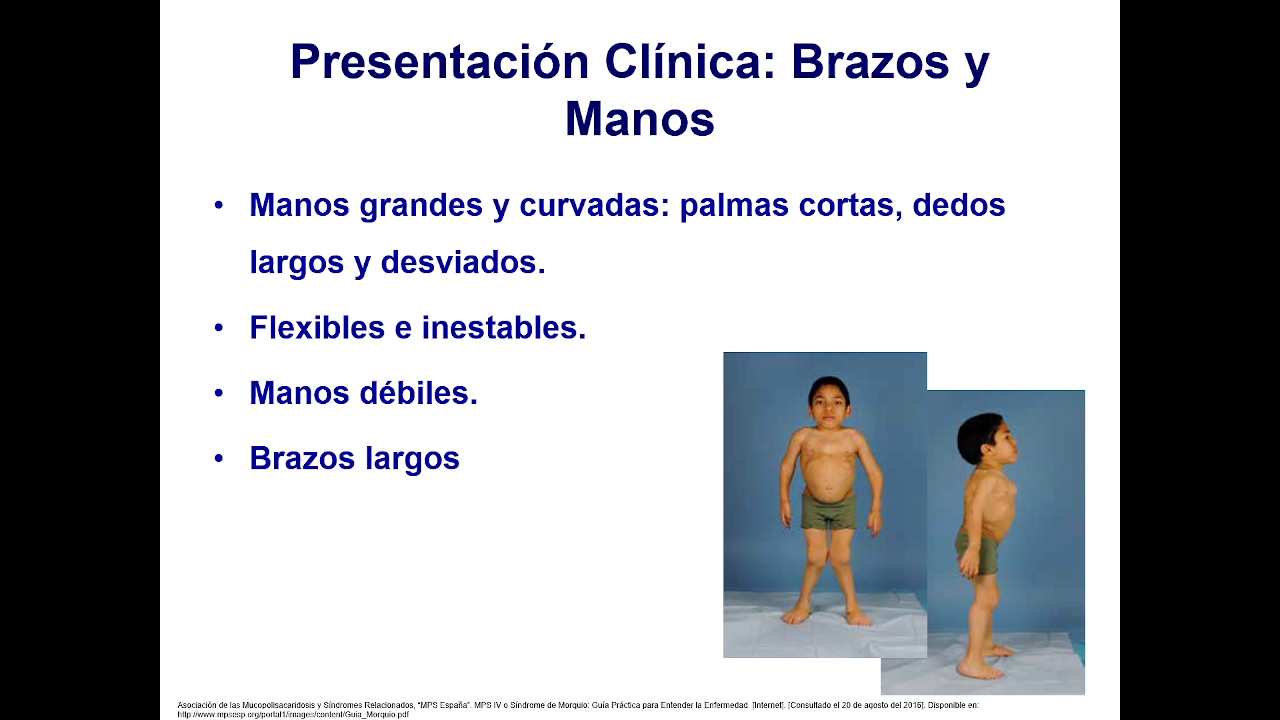 Presentación Clínica: Brazos y
Manos
• Manos grandes y curvadas: palmas cortas, dedos
largos y desviados.
• Flexibles e inestables.
• Manos débiles.
• Brazos largos
Asociación de las Mucopolisacaridosis y Síndromes Relacionados, “MPS España”. MPS IV o Síndrome de Morquio: Guía Práctica para Entender la Enfermedad. [Internet]. [Consultado el 20 de agosto del 2016]. Disponible en:
http://www.mpsesp.org/portal1/images/content/Guia_Morquio.pdf